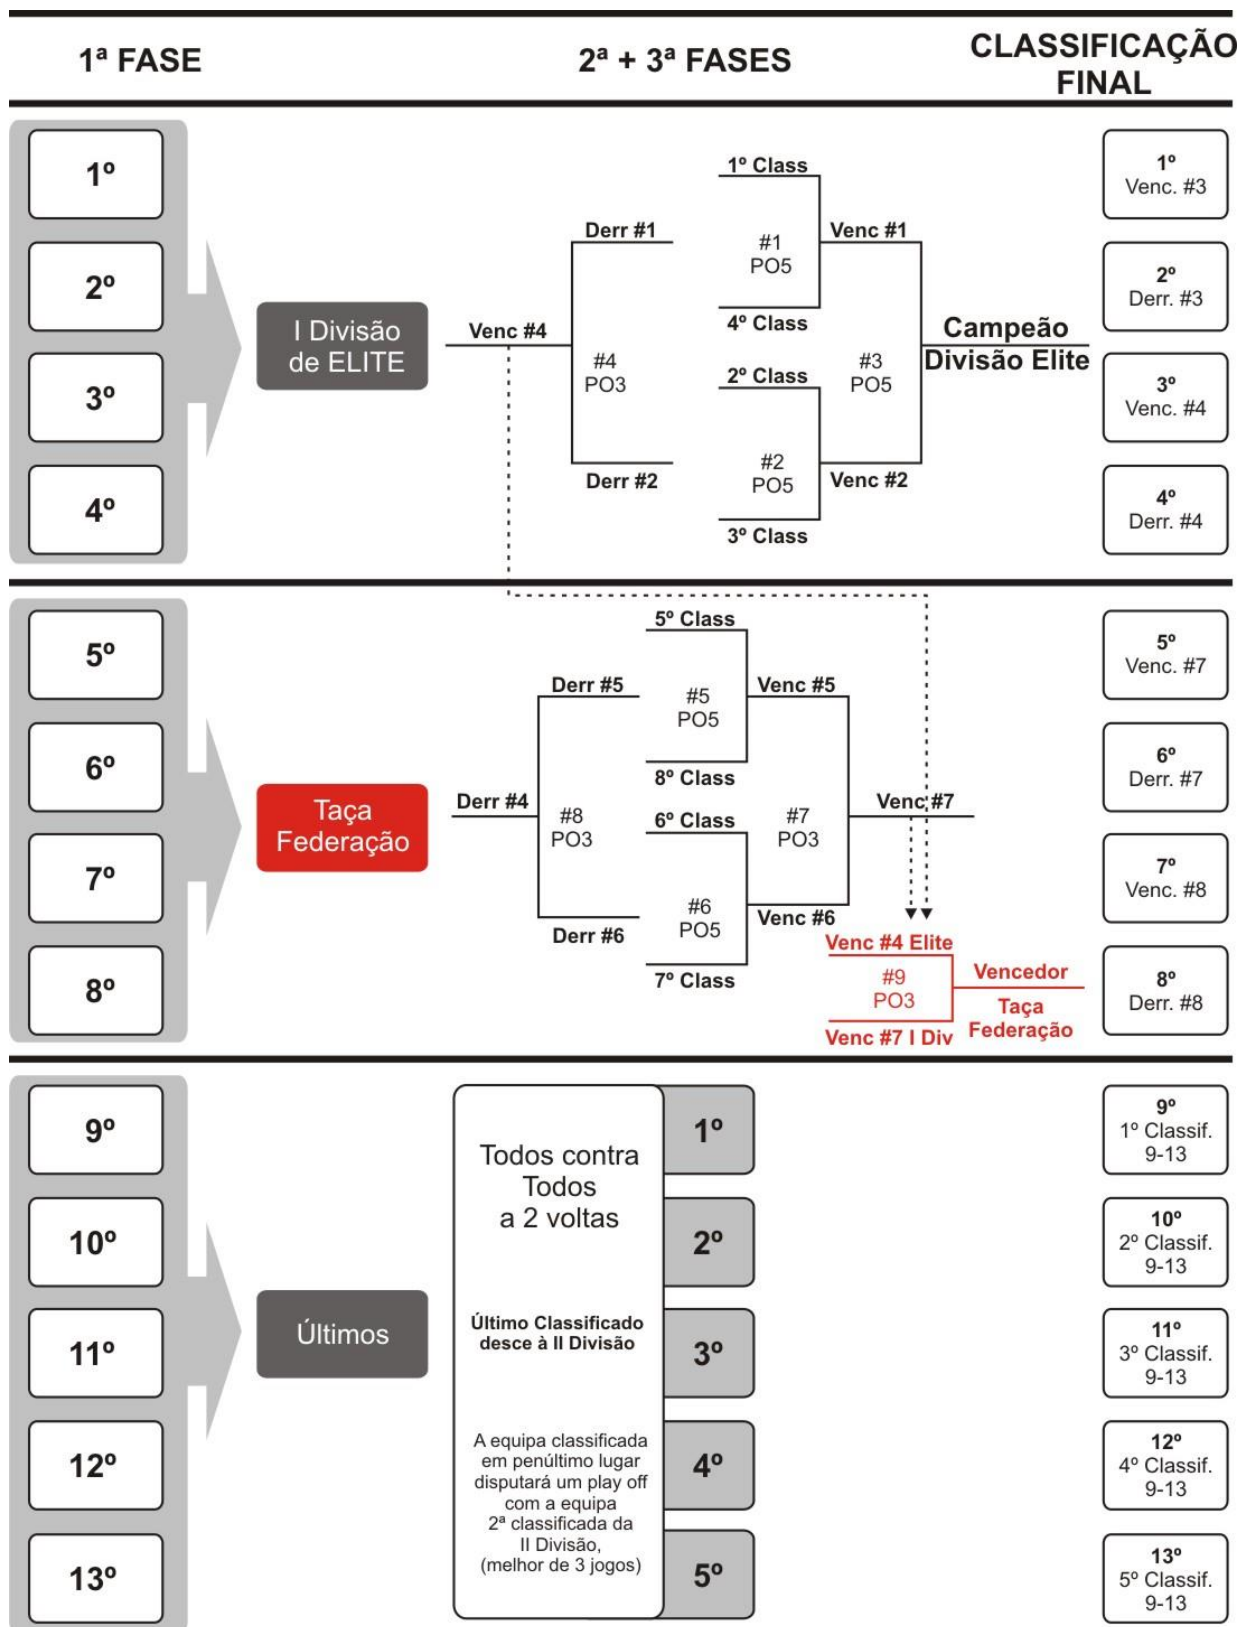 1ª FASE
2ª + 3ª FASES
CLASSIFICAÇÃO
FINAL
1º
2º
3º
4º
I Divisão
de ELITE
Venc #4
Derr #1
#4
PO3
Derr #2
1º Class
#1
PO5
4º Class
2º Class
#2
PO5
3º Class
Venc #1
#3
PO5
Venc #2
Campeão
Divisão Elite
1º
Venc. #3
2º
Derr. #3
3º
Venc. #4
4º
Derr. #4
5º
6º
7º
8º
Taça
Federação
Derr #4
Derr #5
#8
PO3
Derr #6
5º Class
#5
PO5
8º Class
6º Class
#6
PO5
7º Class
Venc #5
#7
PO3
Venc #6
Venc #7
Venc #4 Elite
#9
PO3
Venc #7 I Div
Vencedor
Taça
Federação
5º
Venc. #7
6º
Derr. #7
7º
Venc. #8
8º
Derr. #8
9º
10º
11º
12º
13º
Últimos
Todos contra
Todos
a 2 voltas
Último Classificado
desce à II Divisão
A equipa classificada
em penúltimo lugar
disputará um play off
com a equipa
2ª classificada da
II Divisão,
(melhor de 3 jogos)
1º
2º
3º
4º
5º
9º
1º Classif.
9-13
10º
2º Classif.
9-13
11º
3º Classif.
9-13
12º
4º Classif.
9-13
13º
5º Classif.
9-13